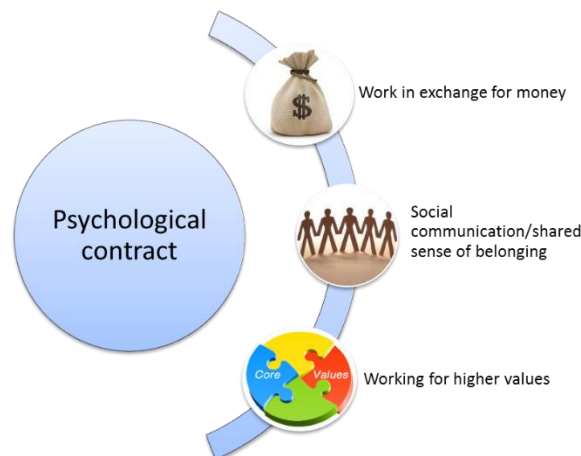 Psychological
contract
$
Work in exchange for money
Social
communication/shared
sense of belonging
Core Values
Working for higher values